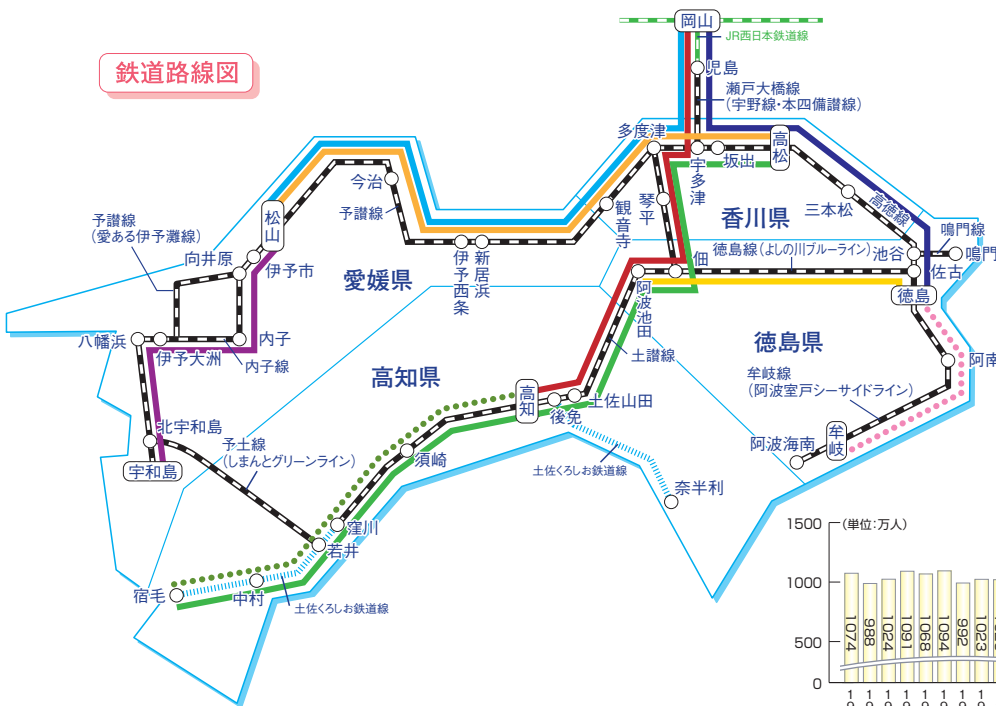 鉄道路線図
岡山
JR西日本鉄道線
児島
瀬戸大橋線
(宇野線・本四備讃線)
多度津
高松
宇多津
坂出
今治
琴平
香川県
三本松
高徳線
予讃線
観音寺
松山
予讃線
(愛ある伊予灘線)
向井原
伊予市
愛媛県
伊予西条
新居浜
徳島線(よしの川ブルーライン)
池谷
鳴門線
鳴門
佃
佐古
阿波池田
徳島
八幡浜
伊予大洲
内子
内子線
土讃線
徳島県
高知県
牟岐線
(阿波室戸シーサイドライン)
阿南
高知
後免
土佐山田
北宇和島
予土線
(しまんとグリーンライン)
宇和島
須崎
土佐くろしお鉄道線
阿波海南
牟岐
奈半利
窪川
若井
宿毛
中村
土佐くろしお鉄道線
(単位:万人)
1500
1000
500
0
1074
988
1024
1091
1068
1094
992
1023